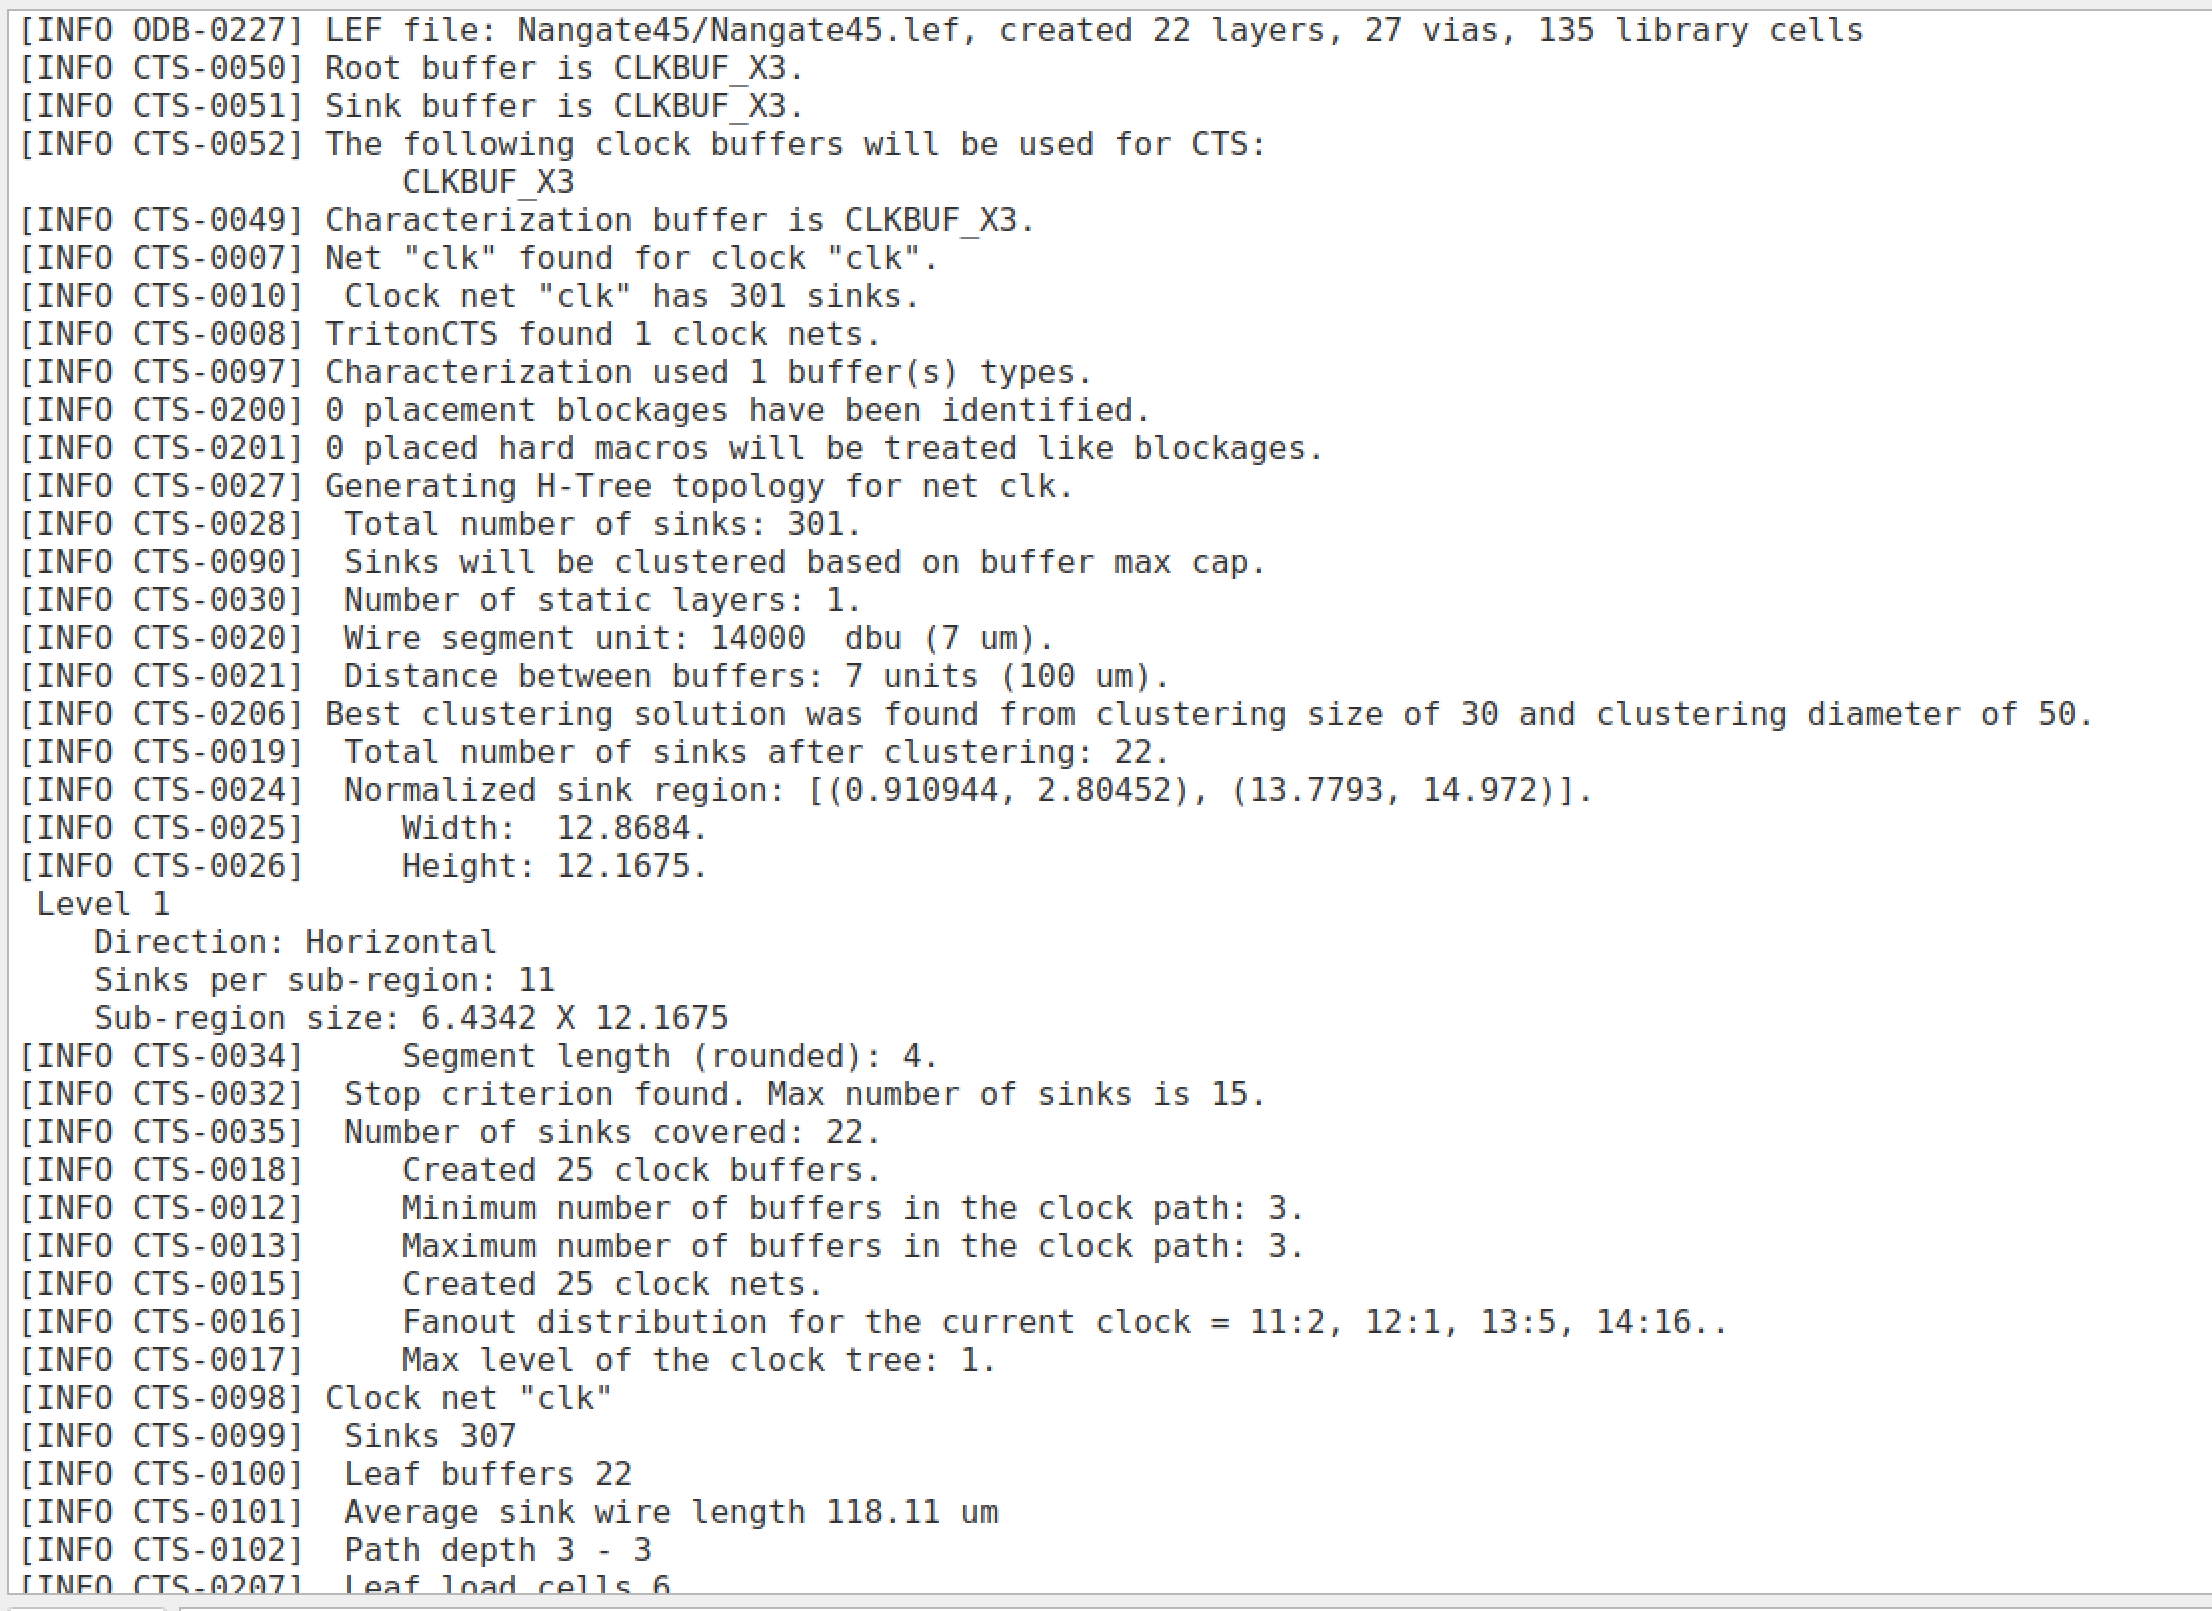 [INFO ODB-0227] LEF file: Nangate45/Nangate45.lef, created 22 layers, 27 vias, 135 library cells
[INFO CTS-0050] Root buffer is CLKBUF_X3.
[INFO CTS-0051] Sink buffer is CLKBUF_X3.
[INFO CTS-0052] The following clock buffers will be used for CTS:
                    CLKBUF_X3
[INFO CTS-0049] Characterization buffer is CLKBUF_X3.
[INFO CTS-0007] Net "clk" found for clock "clk".
[INFO CTS-0010]  Clock net "clk" has 301 sinks.
[INFO CTS-0008] TritonCTS found 1 clock nets.
[INFO CTS-0097] Characterization used 1 buffer(s) types.
[INFO CTS-0200] 0 placement blockages have been identified.
[INFO CTS-0201] 0 placed hard macros will be treated like blockages.
[INFO CTS-0027] Generating H-Tree topology for net clk.
[INFO CTS-0028]  Total number of sinks: 301.
[INFO CTS-0090]  Sinks will be clustered based on buffer max cap.
[INFO CTS-0030]  Number of static layers: 1.
[INFO CTS-0020]  Wire segment unit: 14000  dbu (7 um).
[INFO CTS-0021]  Distance between buffers: 7 units (100 um).
[INFO CTS-0206] Best clustering solution was found from clustering size of 30 and clustering diameter of 50.
[INFO CTS-0019]  Total number of sinks after clustering: 22.
[INFO CTS-0024]  Normalized sink region: [(0.910944, 2.80452), (13.7793, 14.972)].
[INFO CTS-0025]     Width:  12.8684.
[INFO CTS-0026]     Height: 12.1675.
 Level 1
    Direction: Horizontal
    Sinks per sub-region: 11
    Sub-region size: 6.4342 X 12.1675
[INFO CTS-0034]     Segment length (rounded): 4.
[INFO CTS-0032]  Stop criterion found. Max number of sinks is 15.
[INFO CTS-0035]  Number of sinks covered: 22.
[INFO CTS-0018]     Created 25 clock buffers.
[INFO CTS-0012]     Minimum number of buffers in the clock path: 3.
[INFO CTS-0013]     Maximum number of buffers in the clock path: 3.
[INFO CTS-0015]     Created 25 clock nets.
[INFO CTS-0016]     Fanout distribution for the current clock = 11:2, 12:1, 13:5, 14:16..
[INFO CTS-0017]     Max level of the clock tree: 1.
[INFO CTS-0098] Clock net "clk"
[INFO CTS-0099]  Sinks 307
[INFO CTS-0100]  Leaf buffers 22
[INFO CTS-0101]  Average sink wire length 118.11 um
[INFO CTS-0102]  Path depth 3 - 3
[INFO CTS-0207]  Leaf load cells 6